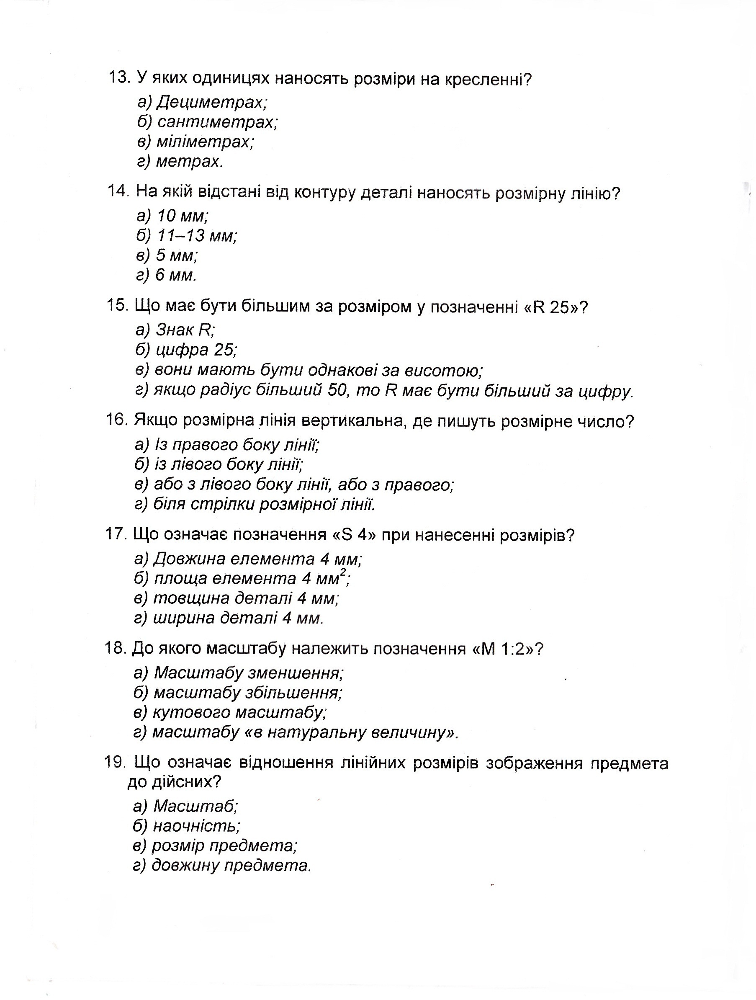 13. У яких одиницях наносять розміри на кресленні?
а) Дециметрах;
б) сантиметрах;
в) міліметрах;
г) метрах.
14. На якій відстані від контуру деталі наносять розмірну лінію?
а) 10 мм;
б) 11–13 мм;
в) 5 мм;
г) 6 мм.
15. Що має бути більшим за розміром у позначенні «R 25»?
а) Знак R;
б) цифра 25;
в) вони мають бути однакові за висотою;
г) якщо радіус більший 50, то R має бути більший за цифру.
16. Якщо розмірна лінія вертикальна, де пишуть розмірне число?
а) Із правого боку лінії;
б) із лівого боку лінії;
в) або з лівого боку лінії, або з правого;
г) біля стрілки розмірної лінії.
17. Що означає позначення «S 4» при нанесенні розмірів?
а) Довжина елемента 4 мм;
б) площа елемента 4 мм²;
в) товщина деталі 4 мм;
г) ширина деталі 4 мм.
18. До якого масштабу належить позначення «М 1:2»?
а) Масштабу зменшення;
б) масштабу збільшення;
в) кутового масштабу;
г) масштабу «в натуральну величину».
19. Що означає відношення лінійних розмірів зображення предмета
до дійсних?
а) Масштаб;
б) наочність;
в) розмір предмета;
г) довжину предмета.